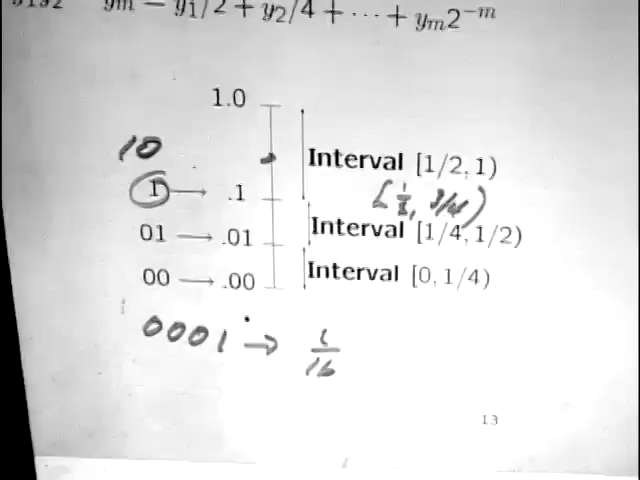 y_m = y_1/2 + y_2/4 + ··· + y_m 2^{-m}
1.0
10
Interval [1/2, 1)
1 → .1
[1/2, 3/4)
Interval [1/4, 1/2)
01 → .01
Interval [0, 1/4)
00 → .00
0001 → 1/16
13